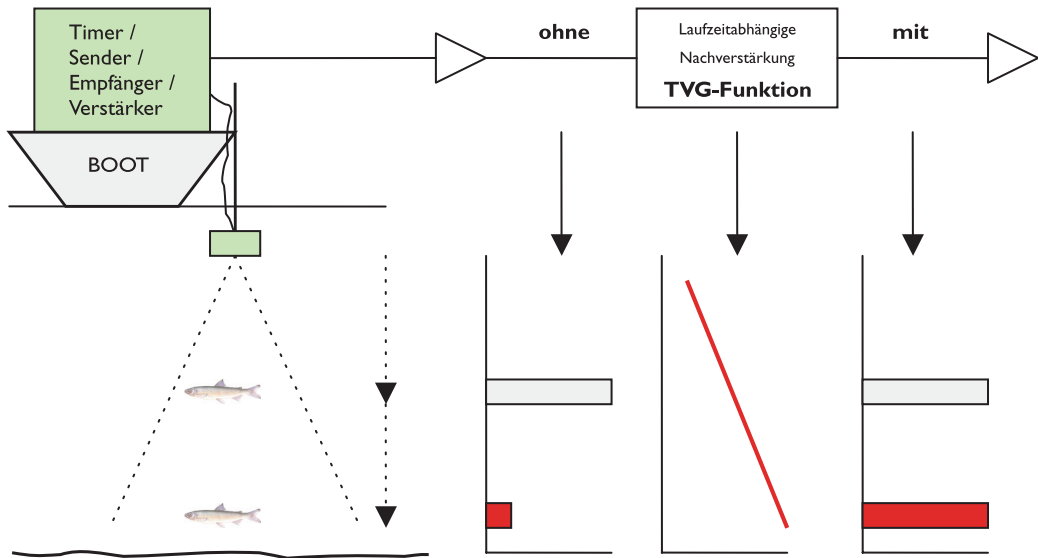 Timer /
Sender /
Empfänger /
Verstärker
BOOT
ohne
Laufzeitabhängige
Nachverstärkung
TVG-Funktion
mit